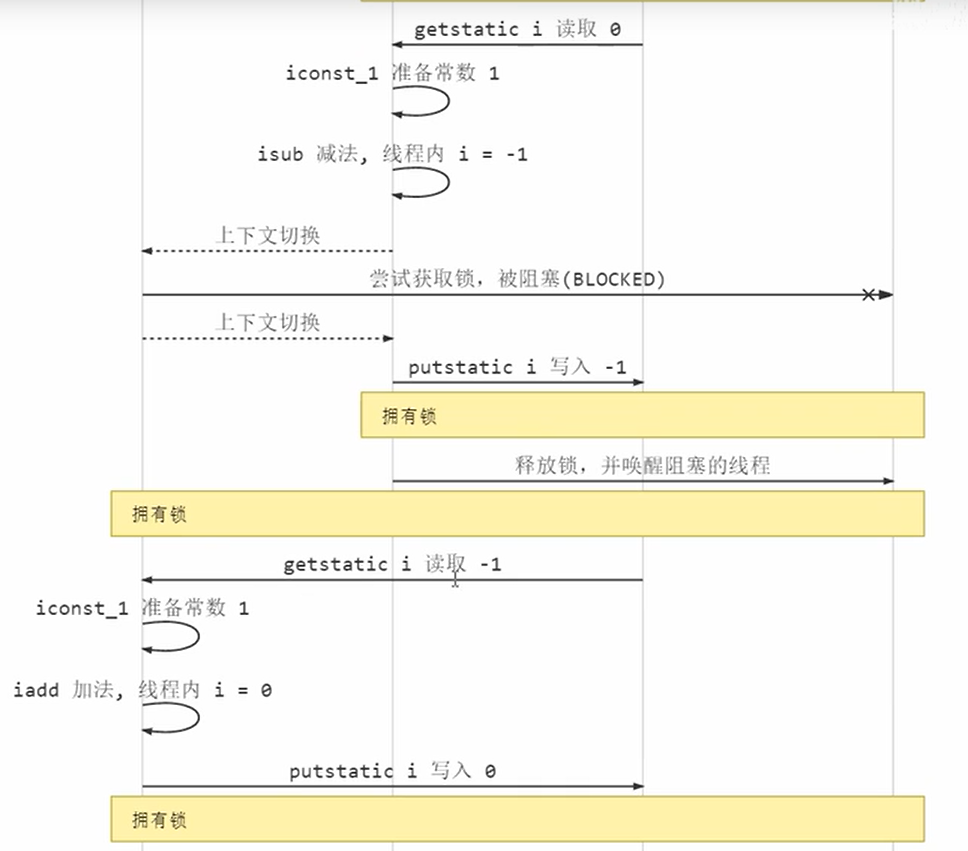 getstatic i 读取 0
iconst_1 准备常数 1
isub 减法, 线程内 i = -1
上下文切换
尝试获取锁，被阻塞(BLOCKED)
上下文切换
putstatic i 写入 -1
拥有锁
释放锁，并唤醒阻塞的线程
拥有锁
getstatic i 读取 -1
iconst_1 准备常数 1
iadd 加法, 线程内 i = 0
putstatic i 写入 0
拥有锁